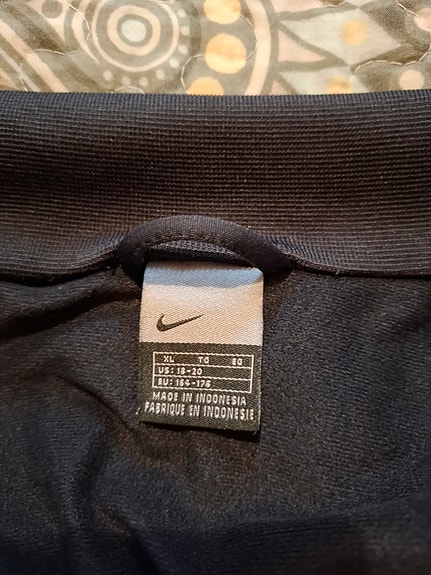 XL TG EG
US: 18-20
EU: 164-176
MADE IN INDONESIA
FABRIQUE EN INDONESIE